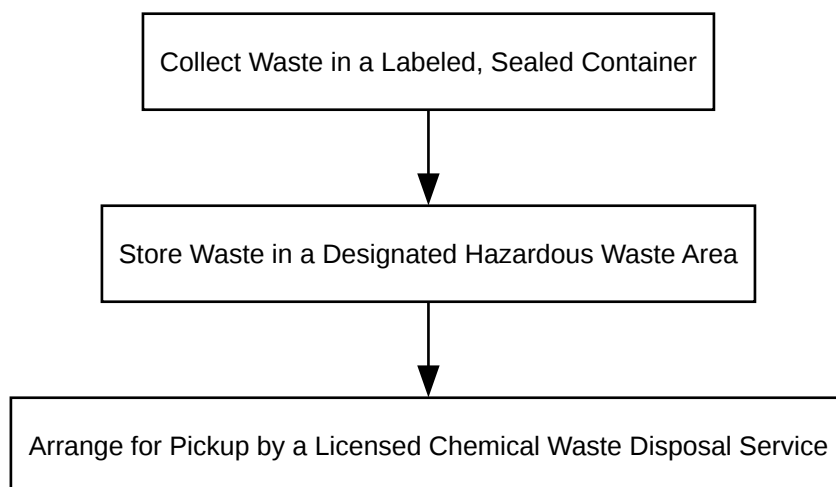 Collect Waste in a Labeled, Sealed Container
Store Waste in a Designated Hazardous Waste Area
Arrange for Pickup by a Licensed Chemical Waste Disposal Service